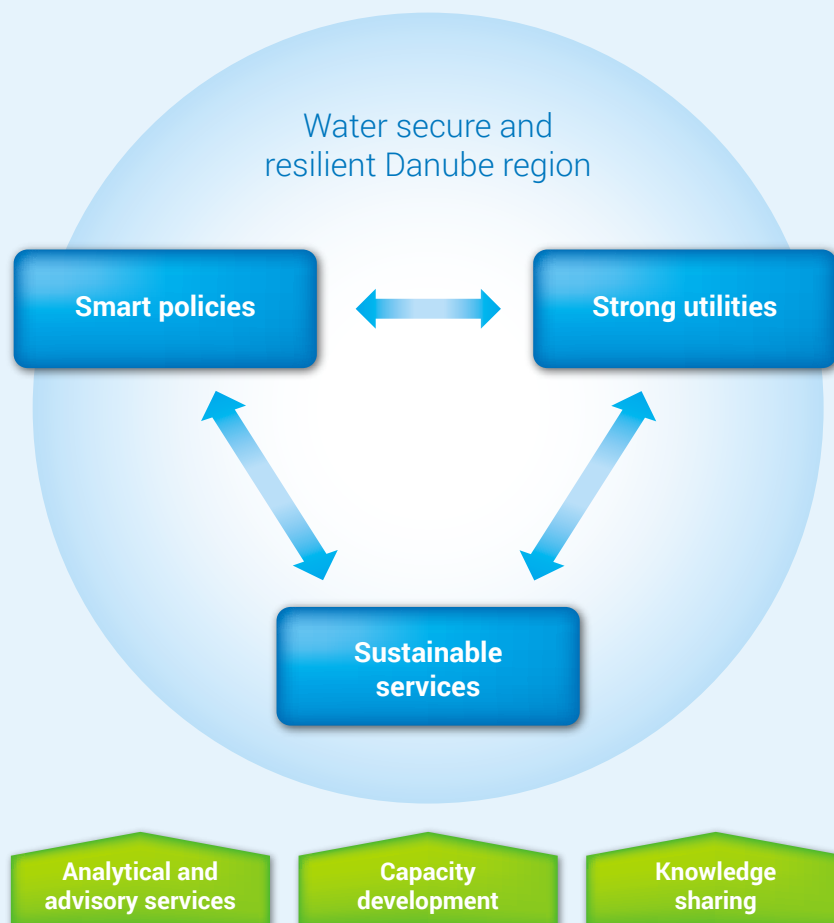 Water secure and
resilient Danube region
Smart policies
Strong utilities
Sustainable
services
Analytical and
advisory services
Capacity
development
Knowledge
sharing